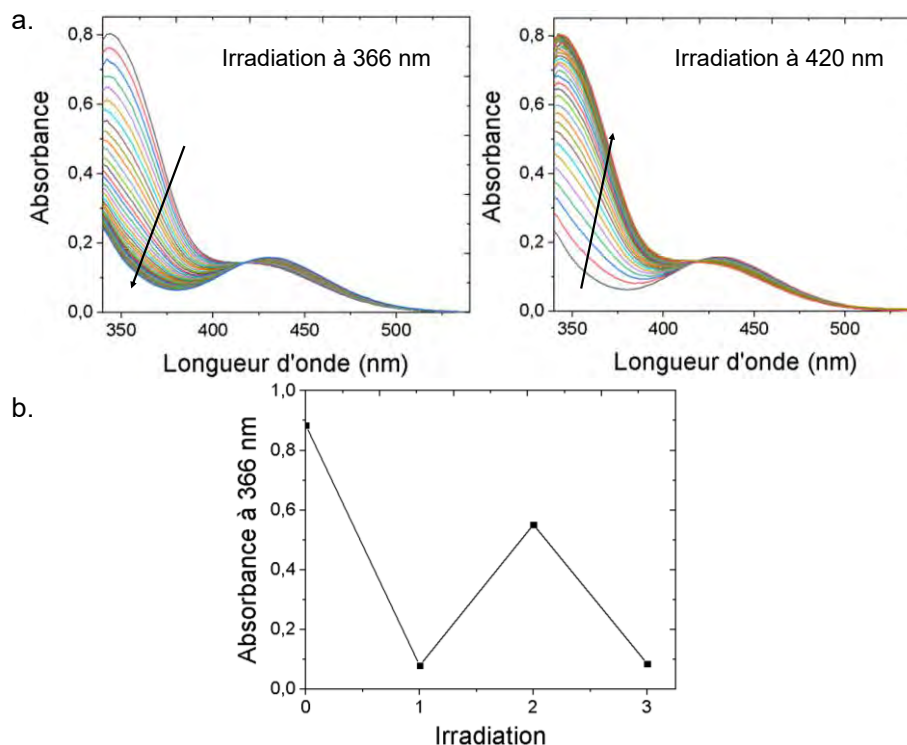 a.
Irradiation à 366 nm
Absorbance
0,8
0,6
0,4
0,2
0,0
350
400
450
500
Longueur d'onde (nm)
Irradiation à 420 nm
Absorbance
0,8
0,6
0,4
0,2
0,0
350
400
450
500
Longueur d'onde (nm)
b.
Absorbance à 366 nm
1,0
0,8
0,6
0,4
0,2
0,0
0
1
2
3
Irradiation